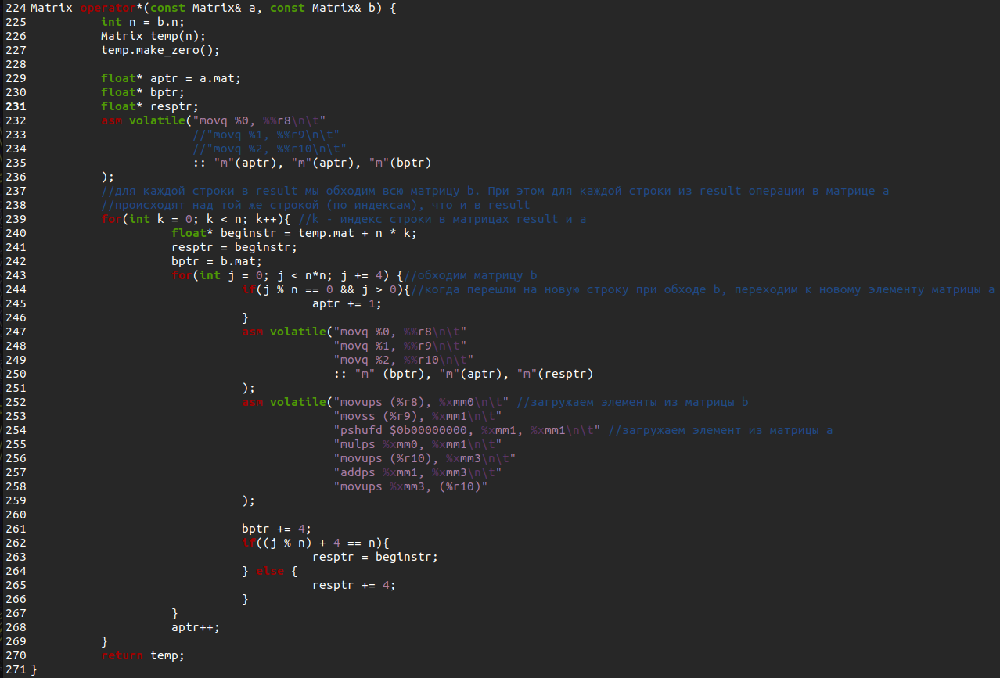 224 Matrix operator*(const Matrix& a, const Matrix& b) {
225 int n = b.n;
226 Matrix temp(n);
227 temp.make_zero();
228
229 float* aptr = a.mat;
230 float* bptr;
231 float* resptr;
232 asm volatile("movq %0, %%r8\n\t"
233 //"movq %1, %%r9\n\t"
234 //"movq %2, %%r10\n\t"
235 :: "m"(aptr), "m"(aptr), "m"(bptr)
236 );
237 //для каждой строки в result мы обходим всю матрицу b. При этом для каждой строки из result операции в матрице a
238 //происходят над той же строкой (по индексам), что и в result
239 for(int k = 0; k < n; k++){ //k - индекс строки в матрицах result и a
240 float* beginstr = temp.mat + n * k;
241 resptr = beginstr;
242 bptr = b.mat;
243 for(int j = 0; j < n*n; j += 4) {//обходим матрицу b
244 if(j % n == 0 && j > 0){//когда перешли на новую строку при обходе b, переходим к новому элементу матрицы a
245 aptr += 1;
246 }
247 asm volatile("movq %0, %%r8\n\t"
248 "movq %1, %%r9\n\t"
249 "movq %2, %%r10\n\t"
250 :: "m" (bptr), "m"(aptr), "m"(resptr)
251 );
252 asm volatile("movups (%r8), %xmm0\n\t" //загружаем элементы из матрицы b
253 "movss (%r9), %xmm1\n\t"
254 "pshufd $0b00000000, %xmm1, %xmm1\n\t" //загружаем элемент из матрицы a
255 "mulps %xmm0, %xmm1\n\t"
256 "movups (%r10), %xmm3\n\t"
257 "addps %xmm1, %xmm3\n\t"
258 "movups %xmm3, (%r10)"
259 );
260
261 bptr += 4;
262 if((j % n) + 4 == n){
263 resptr = beginstr;
264 } else {
265 resptr += 4;
266 }
267 }
268 aptr++;
269 }
270 return temp;
271 }